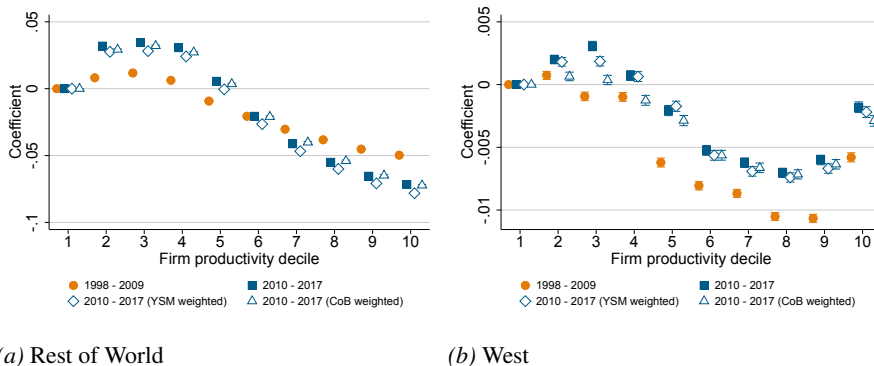 .05
0
-.05
-.1
Coefficient
1 2 3 4 5 6 7 8 9 10
Firm productivity decile
1998 - 2009
2010 - 2017
2010 - 2017 (YSM weighted)
2010 - 2017 (CoB weighted)
(a) Rest of World
.005
0
-.005
-.01
Coefficient
1 2 3 4 5 6 7 8 9 10
Firm productivity decile
1998 - 2009
2010 - 2017
2010 - 2017 (YSM weighted)
2010 - 2017 (CoB weighted)
(b) West